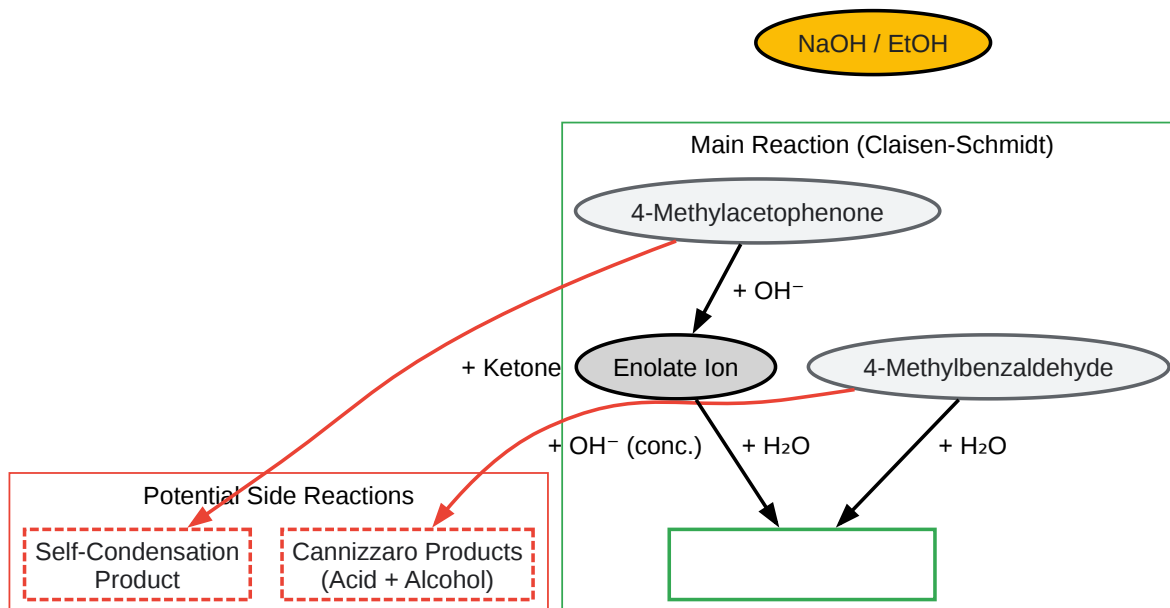 NaOH / EtOH
Main Reaction (Claisen-Schmidt)
4-Methylacetophenone
+ OH⁻
+ Ketone
Enolate Ion
4-Methylbenzaldehyde
+ OH⁻ (conc.)
+ H₂O
+ H₂O
Potential Side Reactions
Self-Condensation
Product
Cannizzaro Products
(Acid + Alcohol)